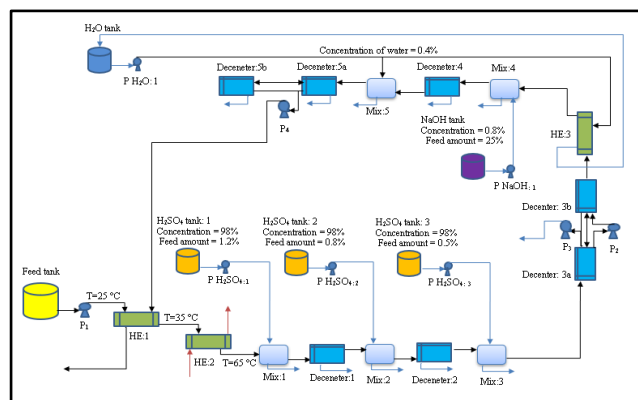 H₂O tank
P H₂O: 1
Concentration of water = 0.4%
Deceneter:5b
Deceneter:5a
Mix:5
Deceneter:4
Mix:4
P₄
NaOH tank
Concentration = 0.8%
Feed amount = 25%
P NaOH: 1
HE:3
Decenter: 3b
P₃
P₂
Decenter: 3a
H₂SO₄ tank: 1
Concentration = 98%
Feed amount = 1.2%
P H₂SO₄:1
H₂SO₄ tank: 2
Concentration = 98%
Feed amount = 0.8%
P H₂SO₄:2
H₂SO₄ tank: 3
Concentration = 98%
Feed amount = 0.5%
P H₂SO₄: 3
Feed tank
P₁
T=25 °C
HE:1
T=35 °C
HE:2
T=65 °C
Mix:1
Deceneter:1
Mix:2
Deceneter:2
Mix:3